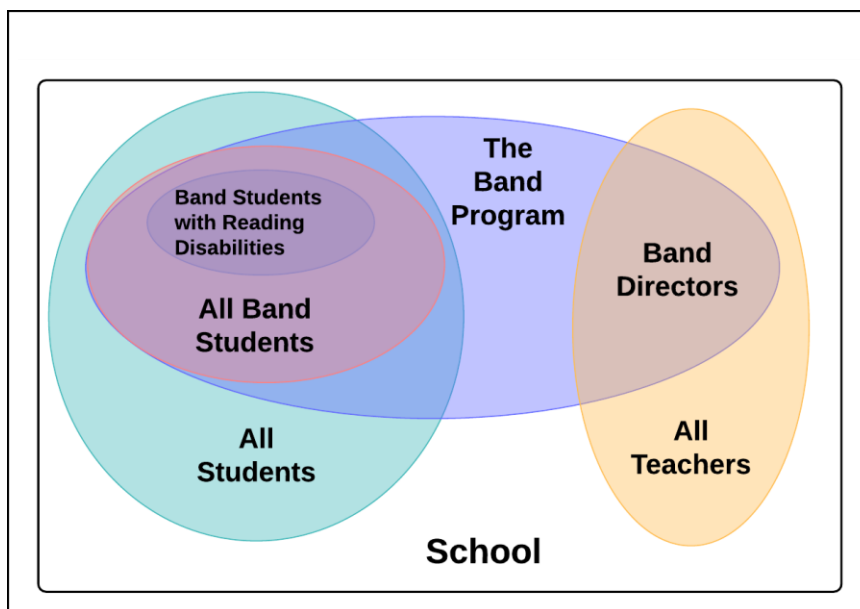 The
Band
Program
Band Students
with Reading
Disabilities
Band
Directors
All Band
Students
All
Students
All
Teachers
School